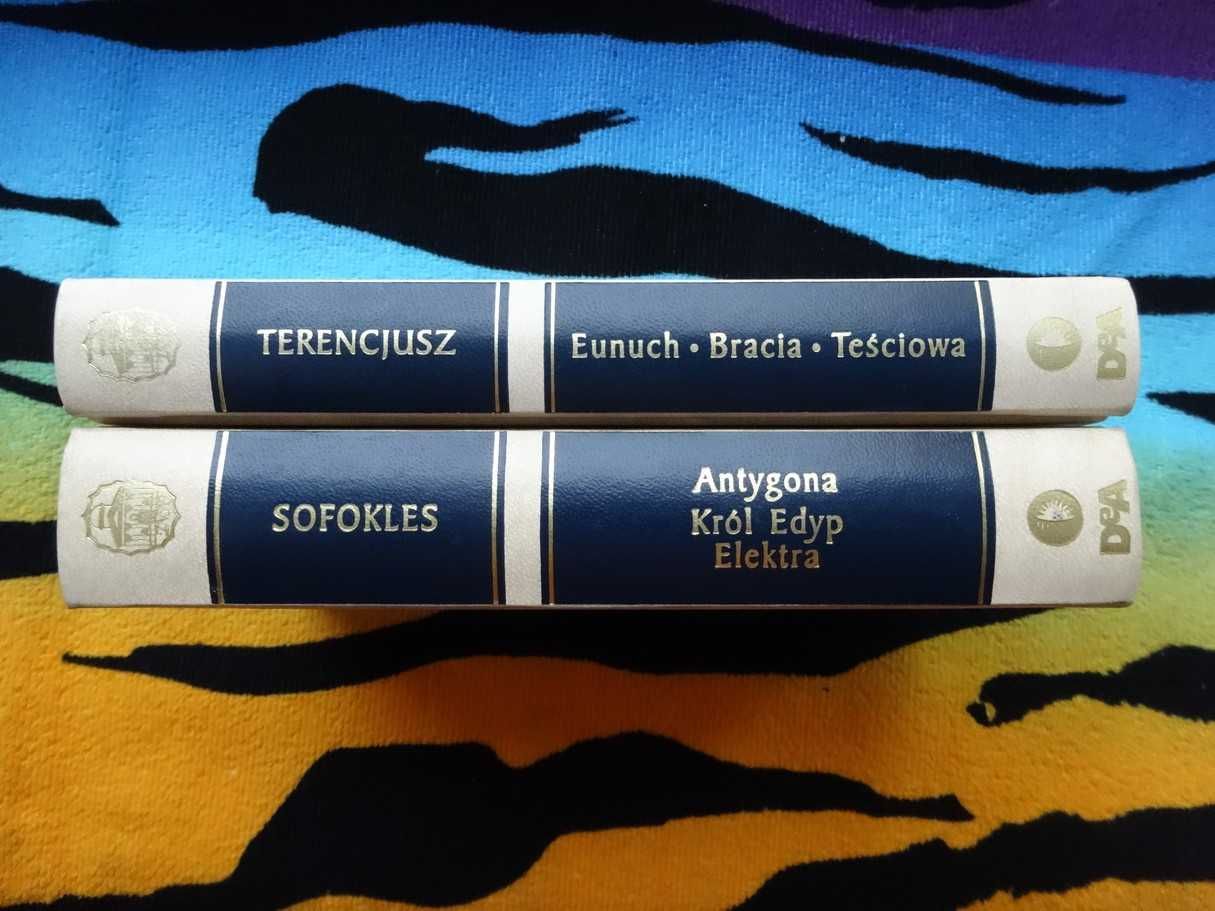 TERENCJUSZ
Eunuch • Bracia • Teściowa
DeA
SOFOKLES
Antygona
Król Edyp
Elektra
DeA